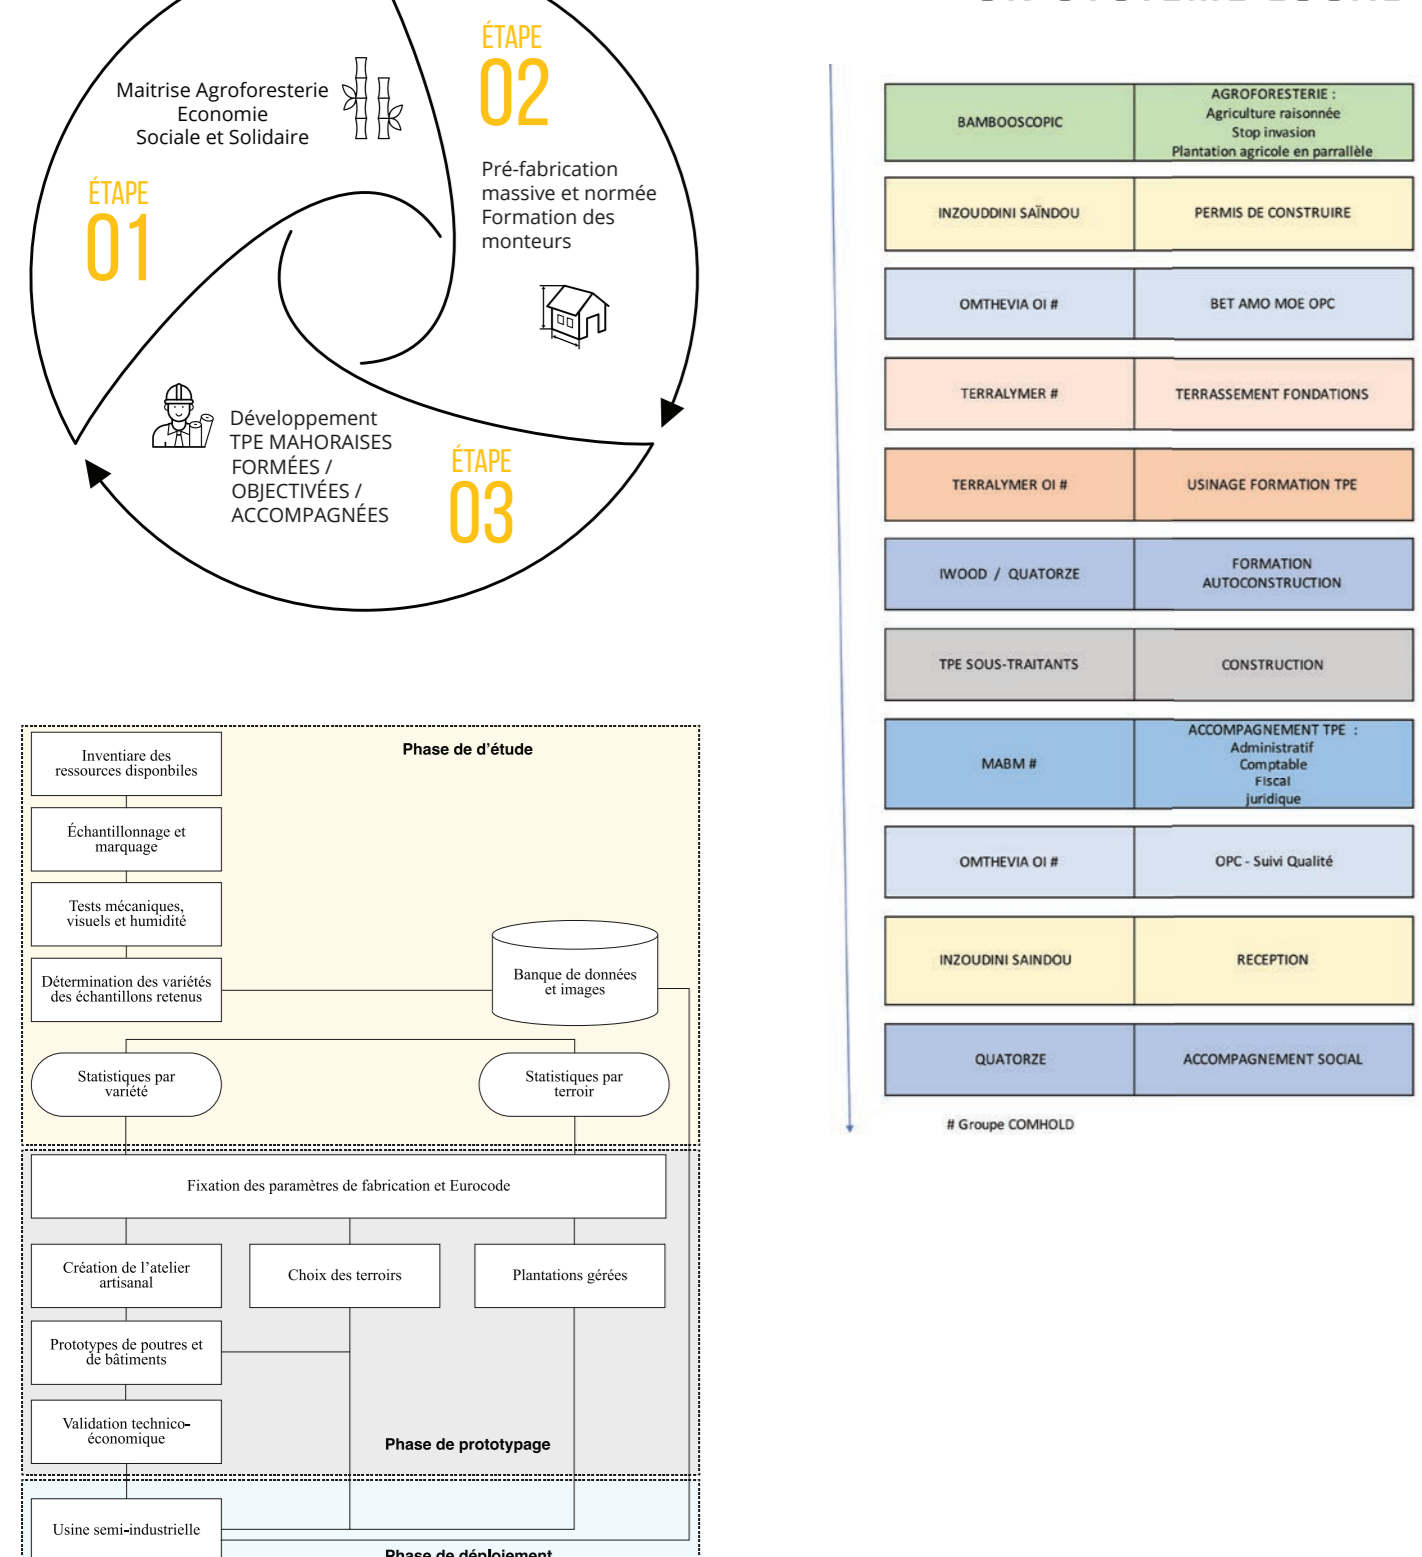 Maitrise Agroforesterie
Economie
Sociale et Solidaire
ÉTAPE
01
ÉTAPE
02
Pré-fabrication
massive et normée
Formation des
monteurs
Développement
TPE MAHORAISES
FORMÉES /
OBJECTIVÉES /
ACCOMPAGNÉES
ÉTAPE
03
Phase de d'étude
Inventiare des
ressources disponbiles
Échantillonnage et
marquage
Tests mécaniques,
visuels et humidité
Détermination des variétés
des échantillons retenus
Banque de données
et images
Statistiques par
variété
Statistiques par
terroir
Fixation des paramètres de fabrication et Eurocode
Création de l'atelier
artisanal
Choix des terroirs
Plantations gérées
Prototypes de poutres et
de bâtiments
Validation technico-
économique
Phase de prototypage
Usine semi-industrielle
Phase de déploiement
BAMBOOSCOPIC
AGROFORESTERIE :
Agriculture raisonnée
Stop invasion
Plantation agricole en parrallèle
INZOUDDINI SAÏNDOU
PERMIS DE CONSTRUIRE
OMTHEVIA OI #
BET AMO MOE OPC
TERRALYMER #
TERRASSEMENT FONDATIONS
TERRALYMER OI #
USINAGE FORMATION TPE
IWOOD / QUATORZE
FORMATION
AUTOCONSTRUCTION
TPE SOUS-TRAITANTS
CONSTRUCTION
MABM #
ACCOMPAGNEMENT TPE :
Administratif
Comptable
Fiscal
juridique
OMTHEVIA OI #
OPC - Suivi Qualité
INZOUDINI SAINDOU
RECEPTION
QUATORZE
ACCOMPAGNEMENT SOCIAL
# Groupe COMHOLD